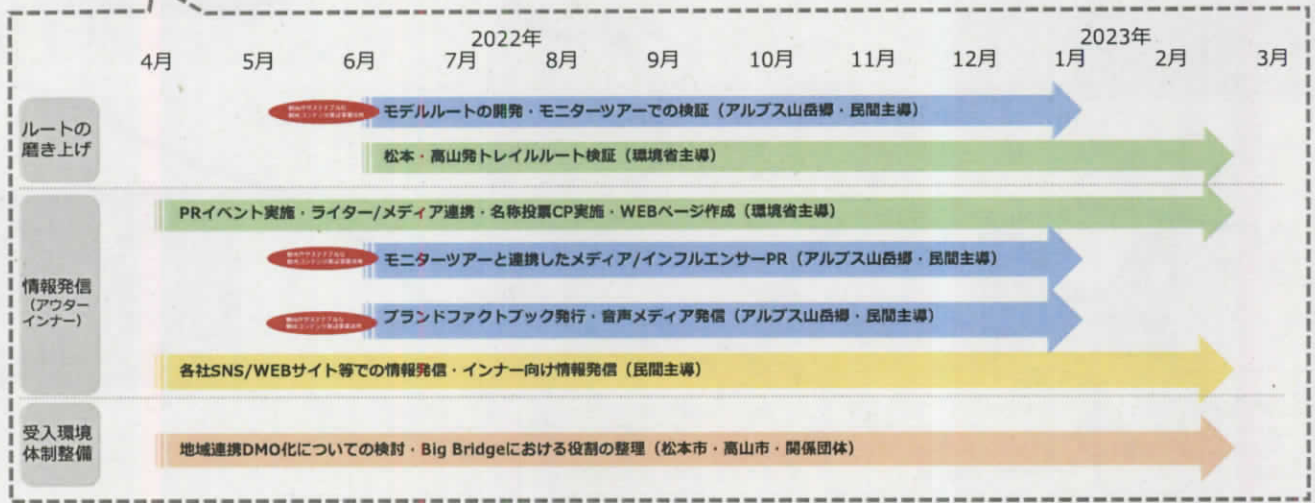 2022年
2023年
4月 5月 6月 7月 8月 9月 10月 11月 12月 1月 2月 3月
ルートの
磨き上げ
モデルルートの開発・モニターツアーでの検証(アルプス山岳郷・民間主導)
松本・高山発トレイルルート検証(環境省主導)
情報発信
(アウター
インナー)
PRイベント実施・ライター/メディア連携・名称投票CP実施・WEBページ作成(環境省主導)
モニターツアーと連携したメディア/インフルエンサーPR(アルプス山岳郷・民間主導)
ブランドファクトブック発行・音声メディア発信(アルプス山岳郷・民間主導)
各社SNS/WEBサイト等での情報発信・インナー向け情報発信(民間主導)
受入環境
体制整備
地域連携DMO化についての検討・Big Bridgeにおける役割の整理(松本市・高山市・関係団体)